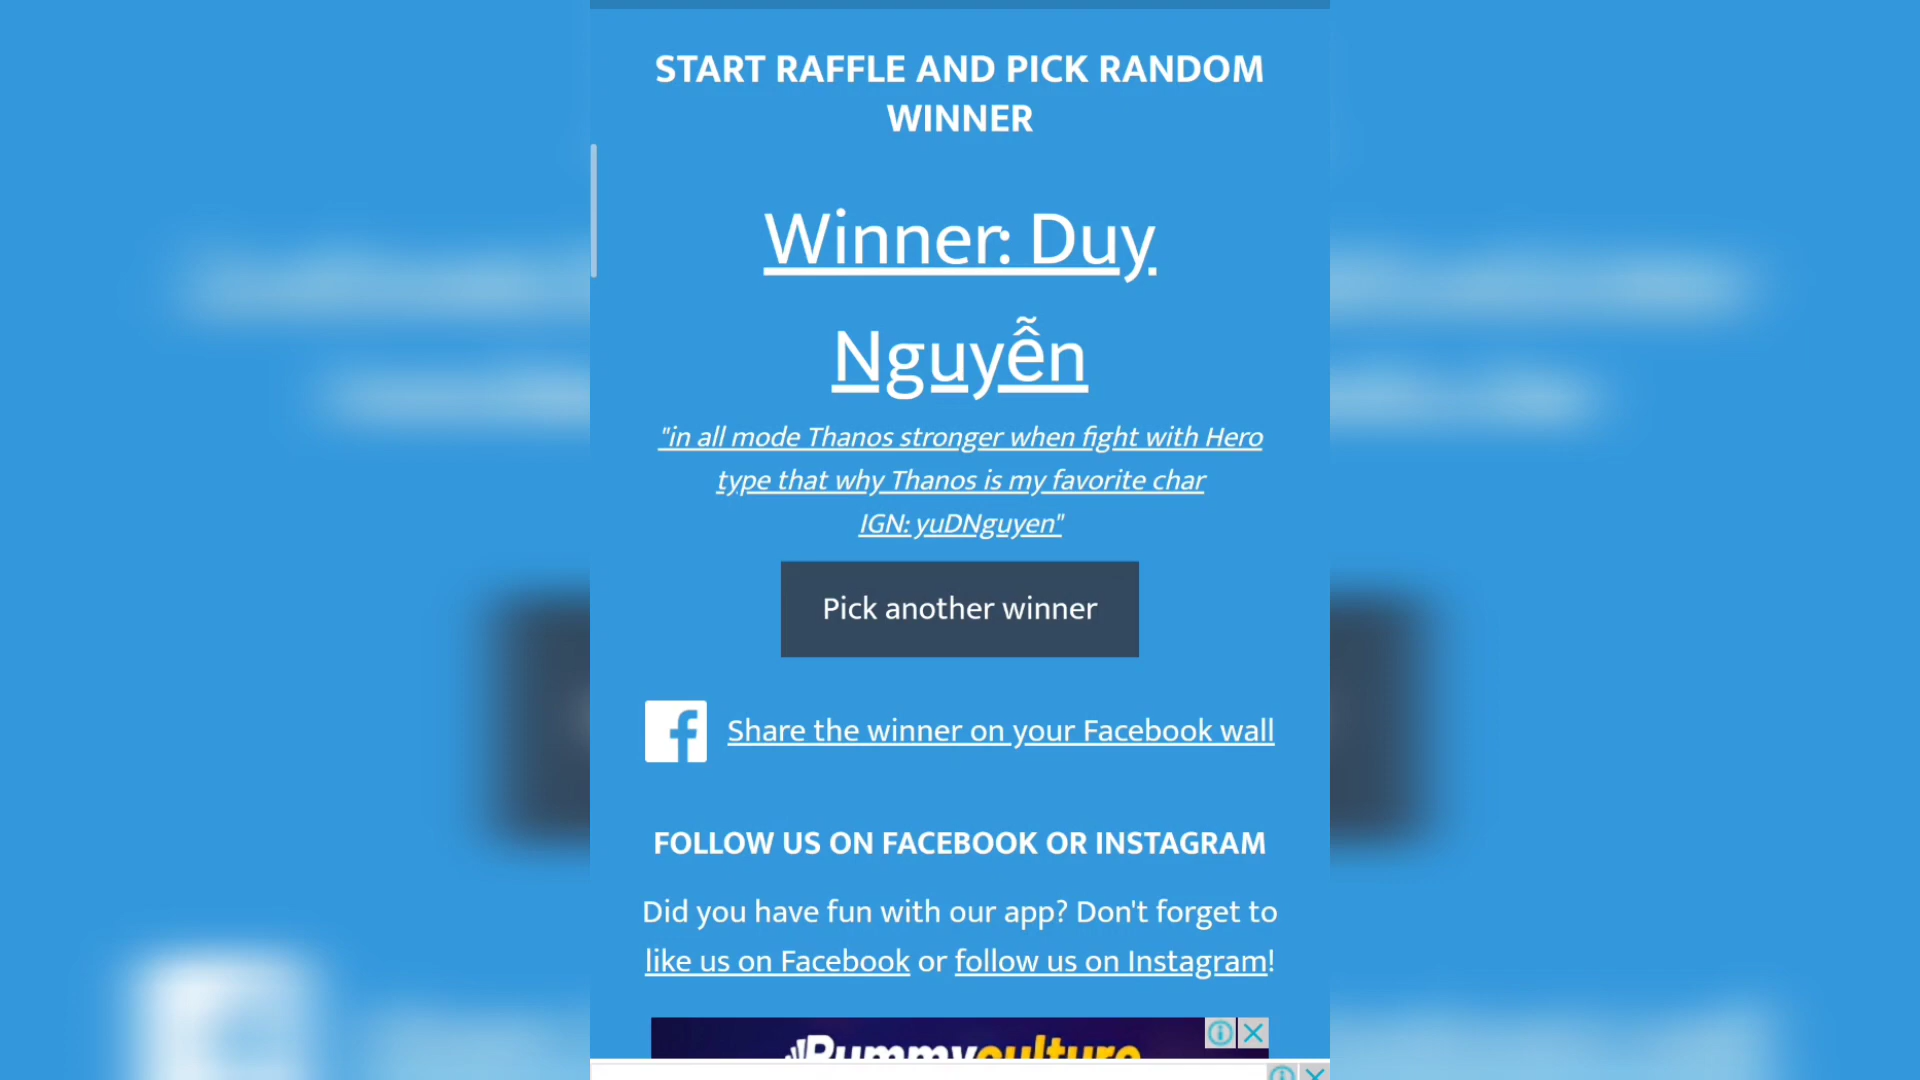 START RAFFLE AND PICK RANDOM
WINNER
Winner: Duy
Nguyễn
"in all mode Thanos stronger when fight with Hero
type that why Thanos is my favorite char
IGN: yuDNguyen"
Pick another winner
Share the winner on your Facebook wall
FOLLOW US ON FACEBOOK OR INSTAGRAM
Did you have fun with our app? Don't forget to
like us on Facebook or follow us on Instagram!
Rummyculture